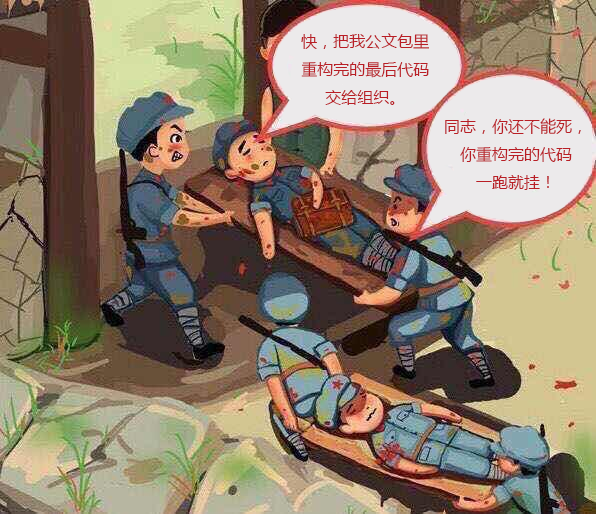 快，把我公文包里
重构完的最后代码
交给组织。
同志，你还不能死，
你重构完的代码
一跑就挂！